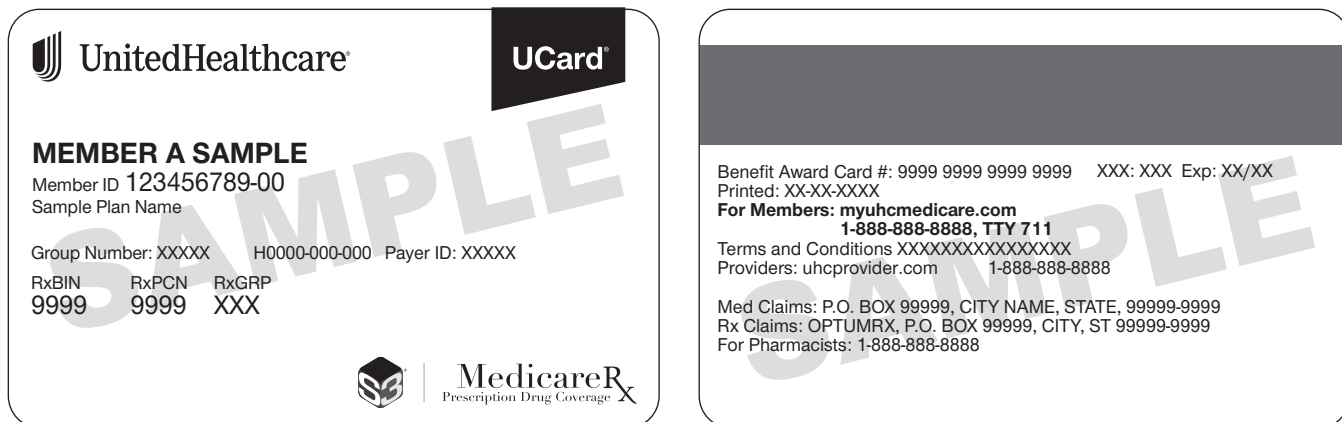 UnitedHealthcare®
UCard®
MEMBER A SAMPLE
Member ID 123456789-00
Sample Plan Name
Group Number: XXXXX H0000-000-000 Payer ID: XXXXX
RxBIN RxPCN RxGRP
9999 9999 XXX
SAMPLE
S3
MedicareRx
Prescription Drug Coverage
Benefit Award Card #: 9999 9999 9999 9999 XXX: XXX Exp: XX/XX
Printed: XX-XX-XXXX
For Members: myuhcmedicare.com
1-888-888-8888, TTY 711
Terms and Conditions XXXXXXXXXXXXXXXX
Providers: uhcprovider.com 1-888-888-8888
Med Claims: P.O. BOX 99999, CITY NAME, STATE, 99999-9999
Rx Claims: OPTUMRX, P.O. BOX 99999, CITY, ST 99999-9999
For Pharmacists: 1-888-888-8888
SAMPLE